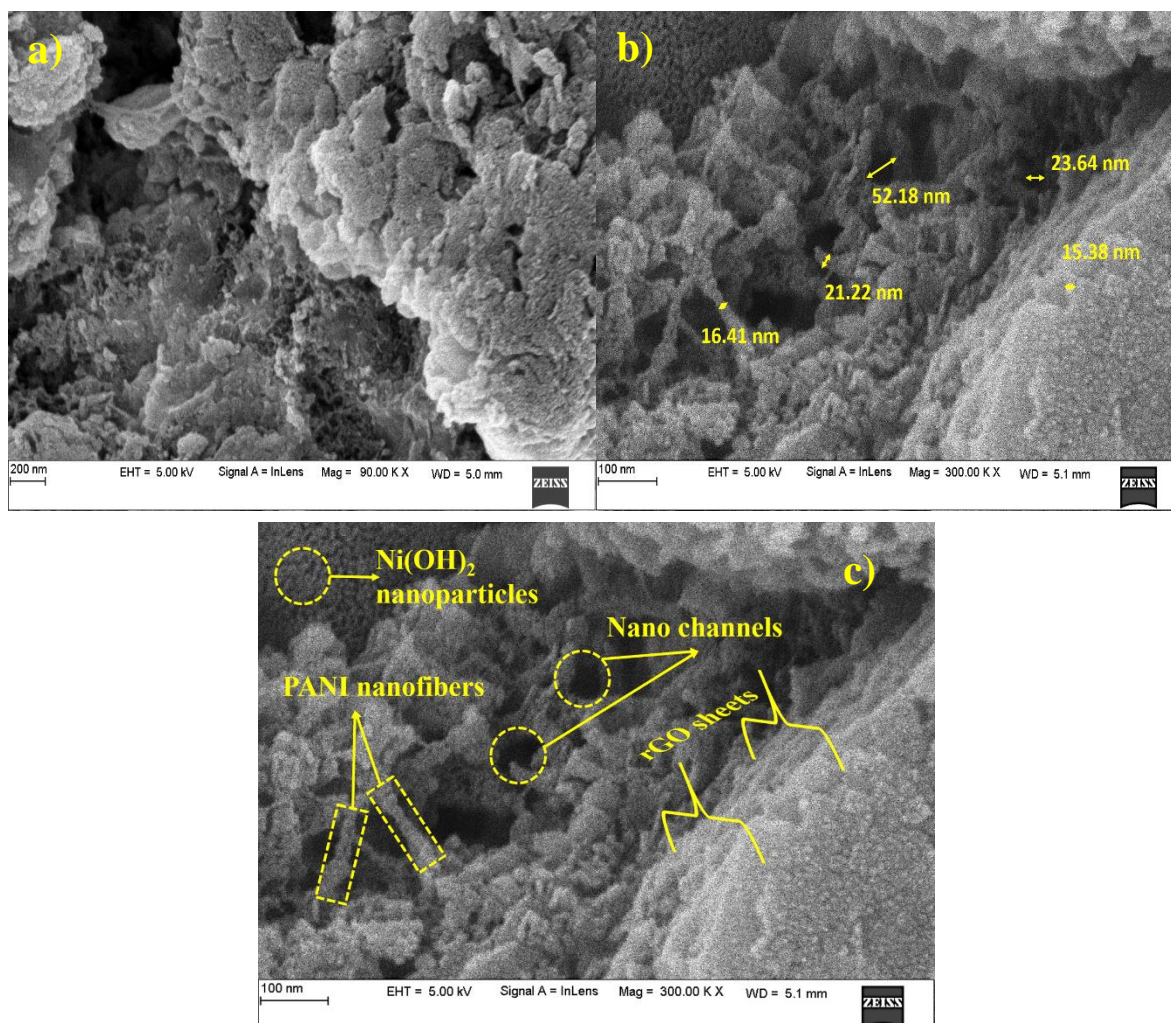 a)
200 nm
EHT = 5.00 kV Signal A = InLens Mag = 90.00 K X WD = 5.0 mm
ZEISS
b)
23.64 nm
52.18 nm
15.38 nm
21.22 nm
16.41 nm
100 nm
EHT = 5.00 kV Signal A = InLens Mag = 300.00 K X WD = 5.1 mm
ZEISS
c)
Ni(OH)₂
nanoparticles
Nano channels
PANI nanofibers
rGO sheets
100 nm
EHT = 5.00 kV Signal A = InLens Mag = 300.00 K X WD = 5.1 mm
ZEISS